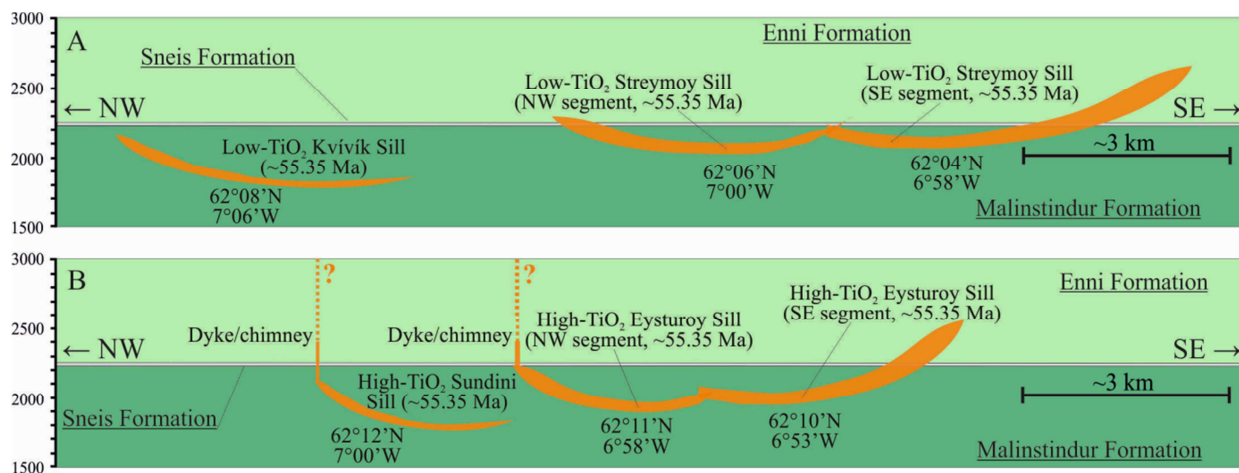 3000
A
Enni Formation
Sneis Formation
2500
Low-TiO₂ Streymoy Sill
(NW segment, ~55.35 Ma)
Low-TiO₂ Streymoy Sill
(SE segment, ~55.35 Ma)
← NW
SE →
Low-TiO₂ Kvívík Sill
(~55.35 Ma)
2000
~3 km
62°08’N
7°06’W
62°06’N
7°00’W
62°04’N
6°58’W
Malinstindur Formation
1500
3000
B
?
?
Enni Formation
High-TiO₂ Eysturoy Sill
(SE segment, ~55.35 Ma)
2500
Dyke/chimney
Dyke/chimney
High-TiO₂ Eysturoy Sill
(NW segment, ~55.35 Ma)
← NW
SE →
High-TiO₂ Sundini
Sill (~55.35 Ma)
2000
~3 km
Sneis Formation
62°12’N
7°00’W
62°11’N
6°58’W
62°10’N
6°53’W
Malinstindur Formation
1500